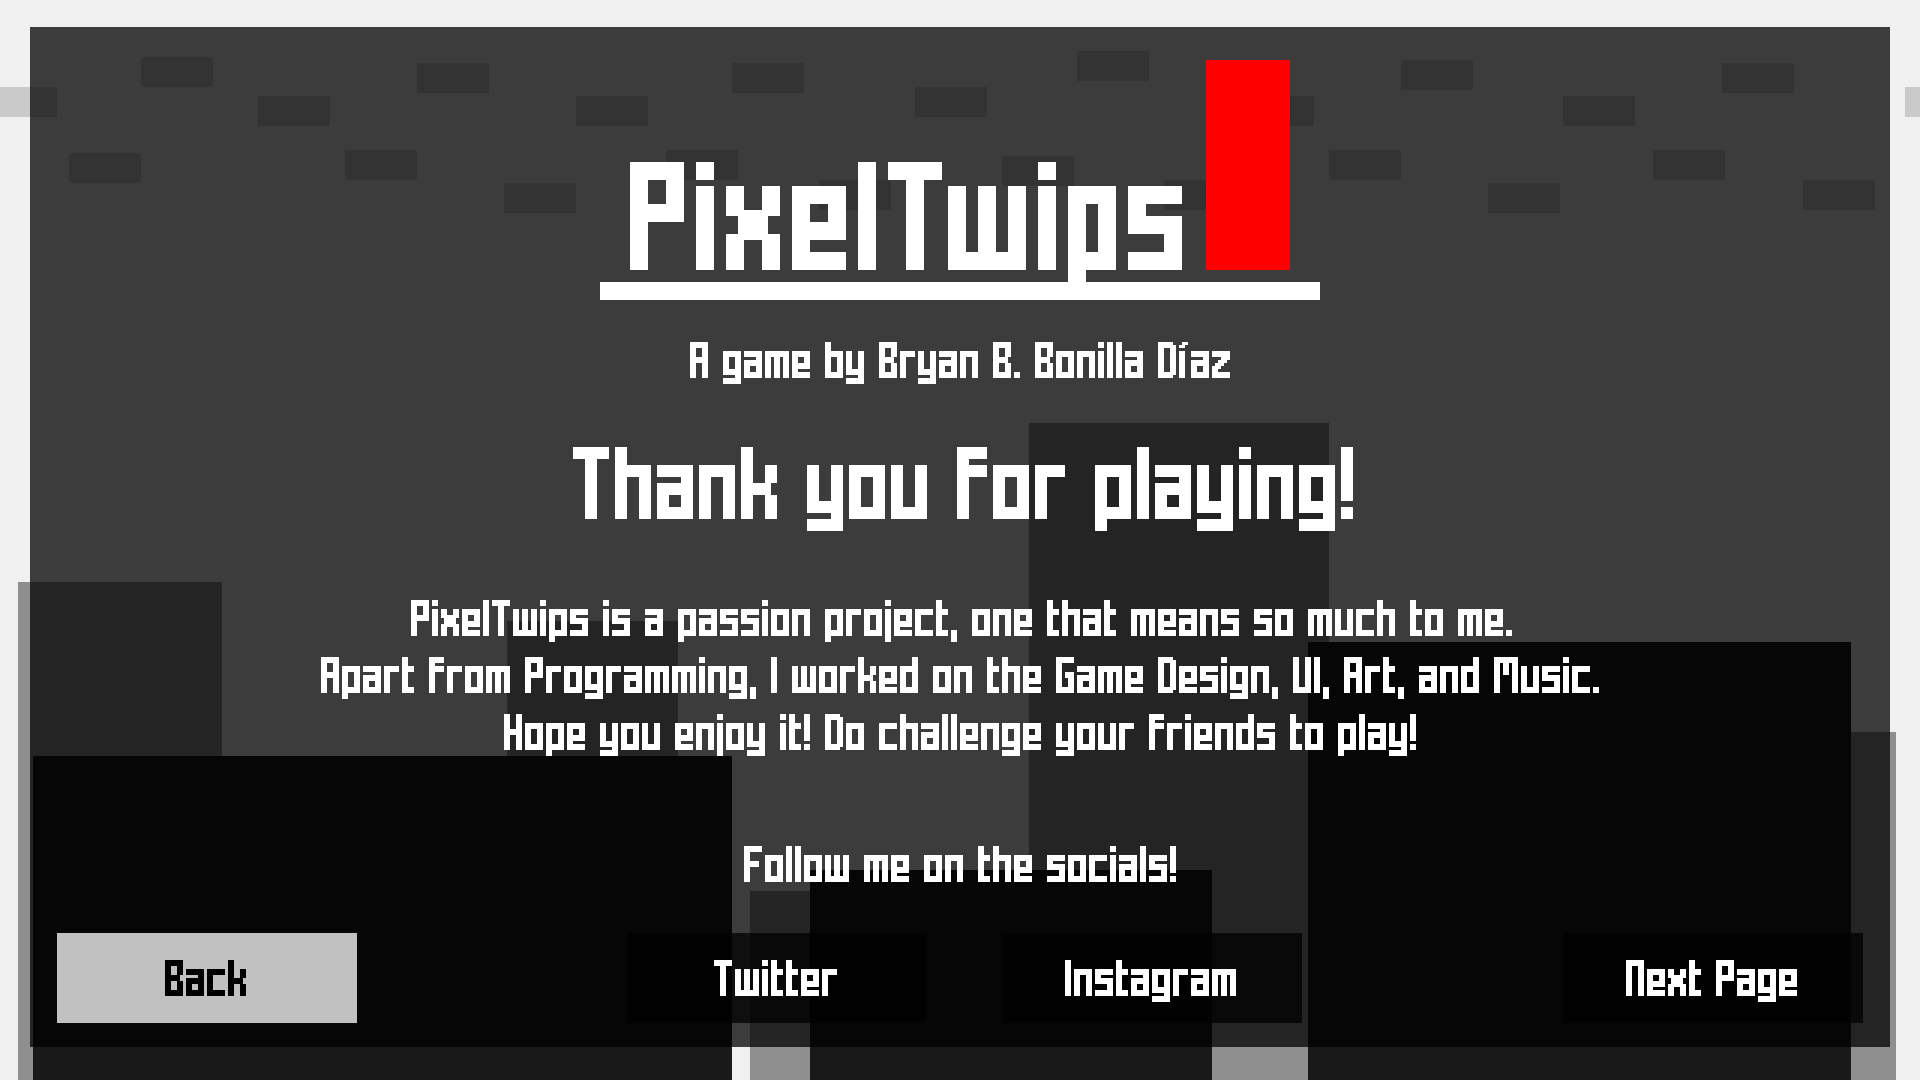 PixelTwips
A game by Bryan B. Bonilla Díaz
Thank you for playing!
PixelTwips is a passion project, one that means so much to me.
Apart from Programming, I worked on the Game Design, UI, Art, and Music.
Hope you enjoy it! Do challenge your friends to play!
Follow me on the socials!
Back
Twitter
Instagram
Next Page